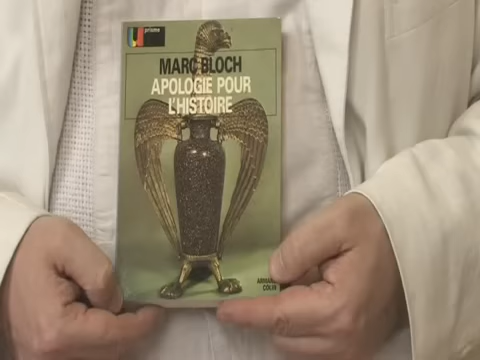 prisme
MARC BLOCH
APOLOGIE POUR
L'HISTOIRE
ARMAND
COLIN